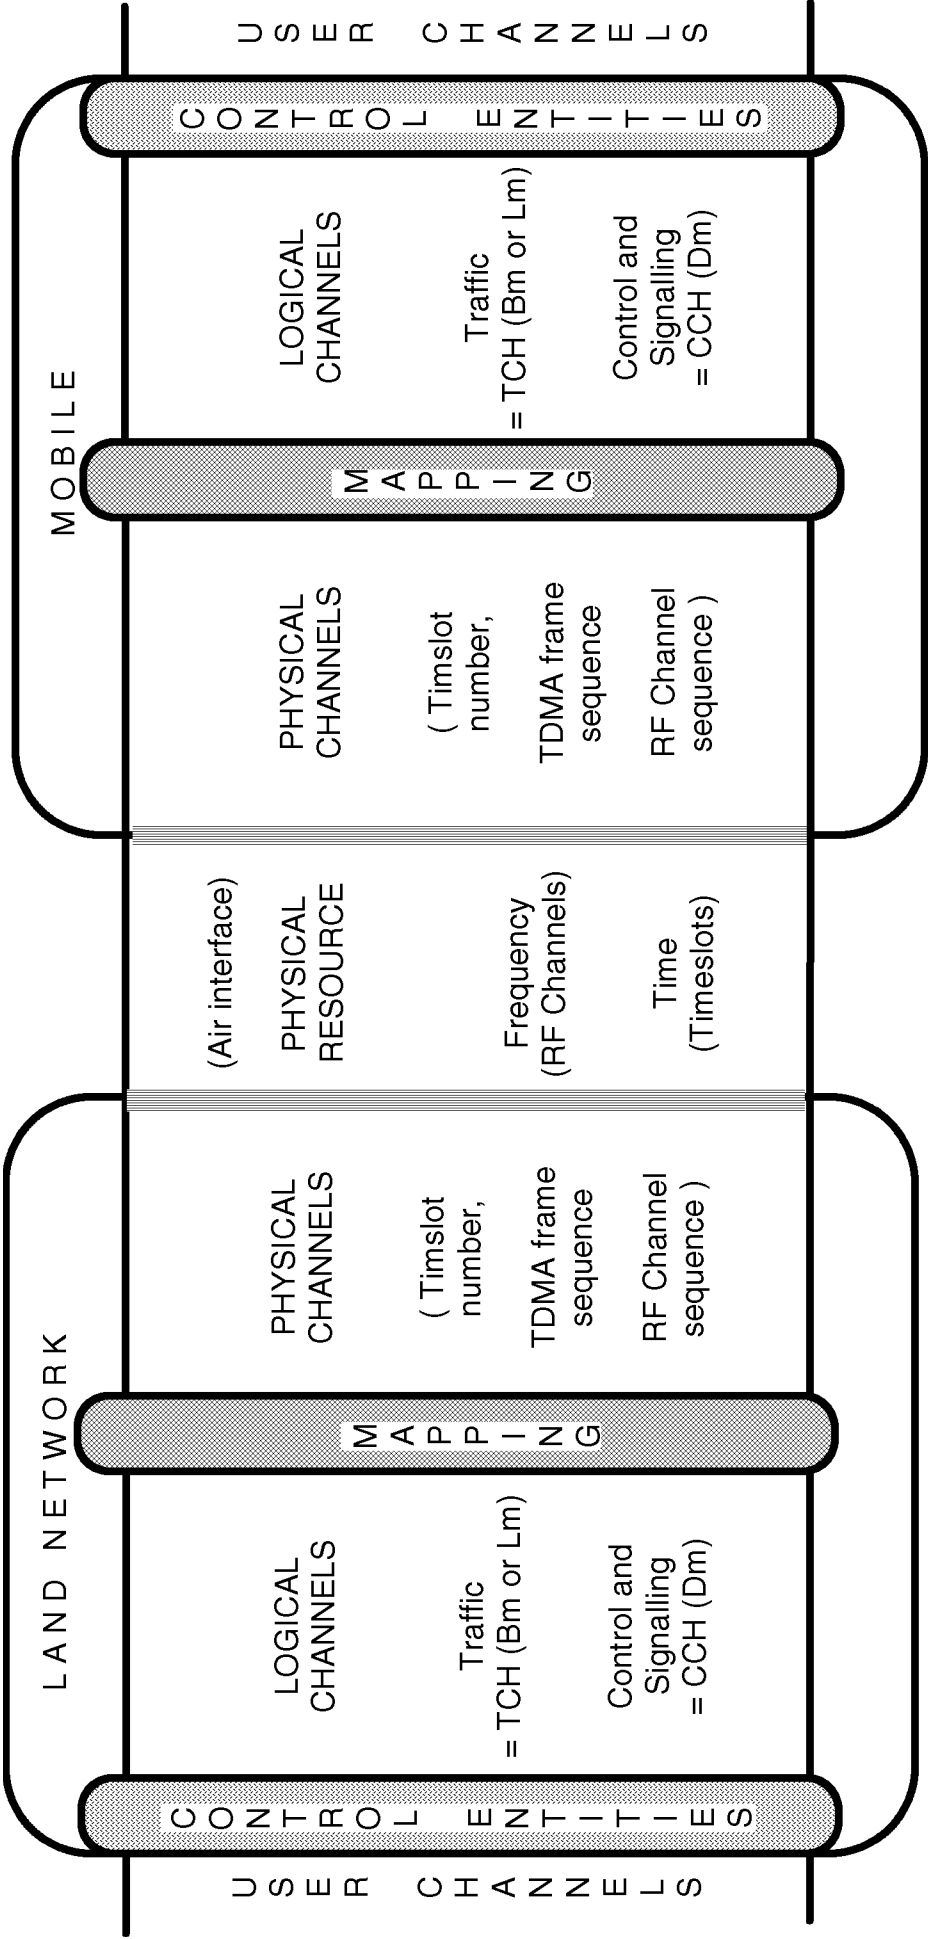 LAND NETWORK
MOBILE
USER CHANNELS
CONTROL ENTITIES
LOGICAL
CHANNELS
Traffic
= TCH (Bm or Lm)
Control and
Signalling
= CCH (Dm)
MAPPING
PHYSICAL
CHANNELS
( Timslot
number,
TDMA frame
sequence
RF Channel
sequence )
(Air interface)
PHYSICAL
RESOURCE
Frequency
(RF Channels)
Time
(Timeslots)
PHYSICAL
CHANNELS
( Timslot
number,
TDMA frame
sequence
RF Channel
sequence )
MAPPING
LOGICAL
CHANNELS
Traffic
= TCH (Bm or Lm)
Control and
Signalling
= CCH (Dm)
CONTROL ENTITIES
USER CHANNELS